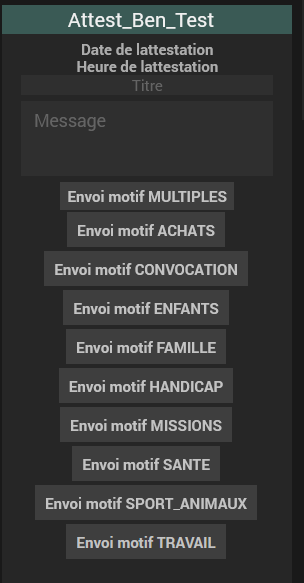 Attest_Ben_Test
Date de lattestation
Heure de lattestation
Titre
Message
Envoi motif MULTIPLES
Envoi motif ACHATS
Envoi motif CONVOCATION
Envoi motif ENFANTS
Envoi motif FAMILLE
Envoi motif HANDICAP
Envoi motif MISSIONS
Envoi motif SANTE
Envoi motif SPORT_ANIMAUX
Envoi motif TRAVAIL